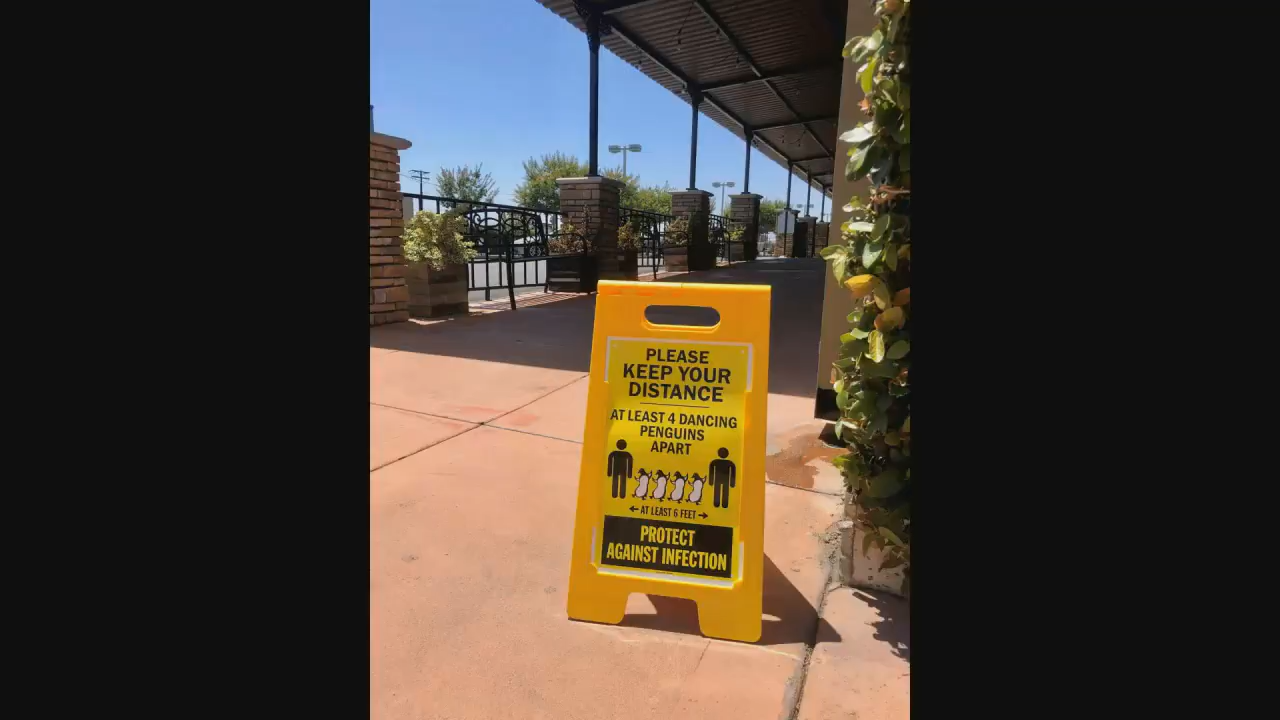 PLEASE
KEEP YOUR
DISTANCE
AT LEAST 4 DANCING
PENGUINS
APART
AT LEAST 6 FEET
PROTECT
AGAINST INFECTION